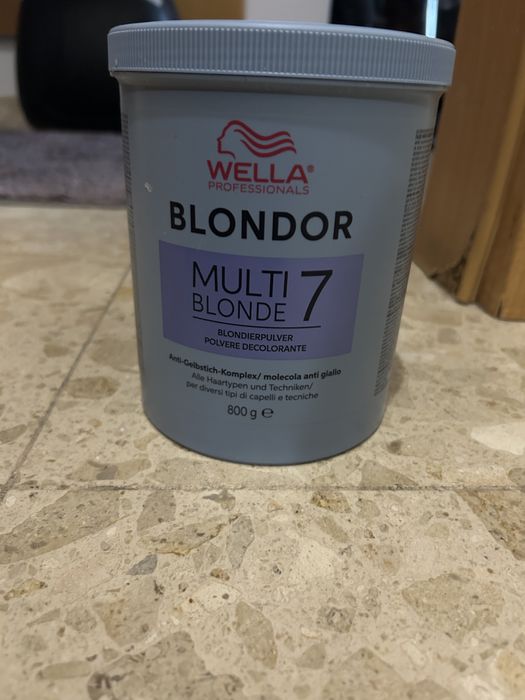 WELLA®
PROFESSIONALS
BLONDOR
MULTI
BLONDE 7
BLONDIERPULVER
POLVERE DECOLORANTE
Anti-Gelbstich-Komplex/ molecola anti giallo
Alle Haartypen und Techniken/
per diversi tipi di capelli e tecniche
800 g ℮